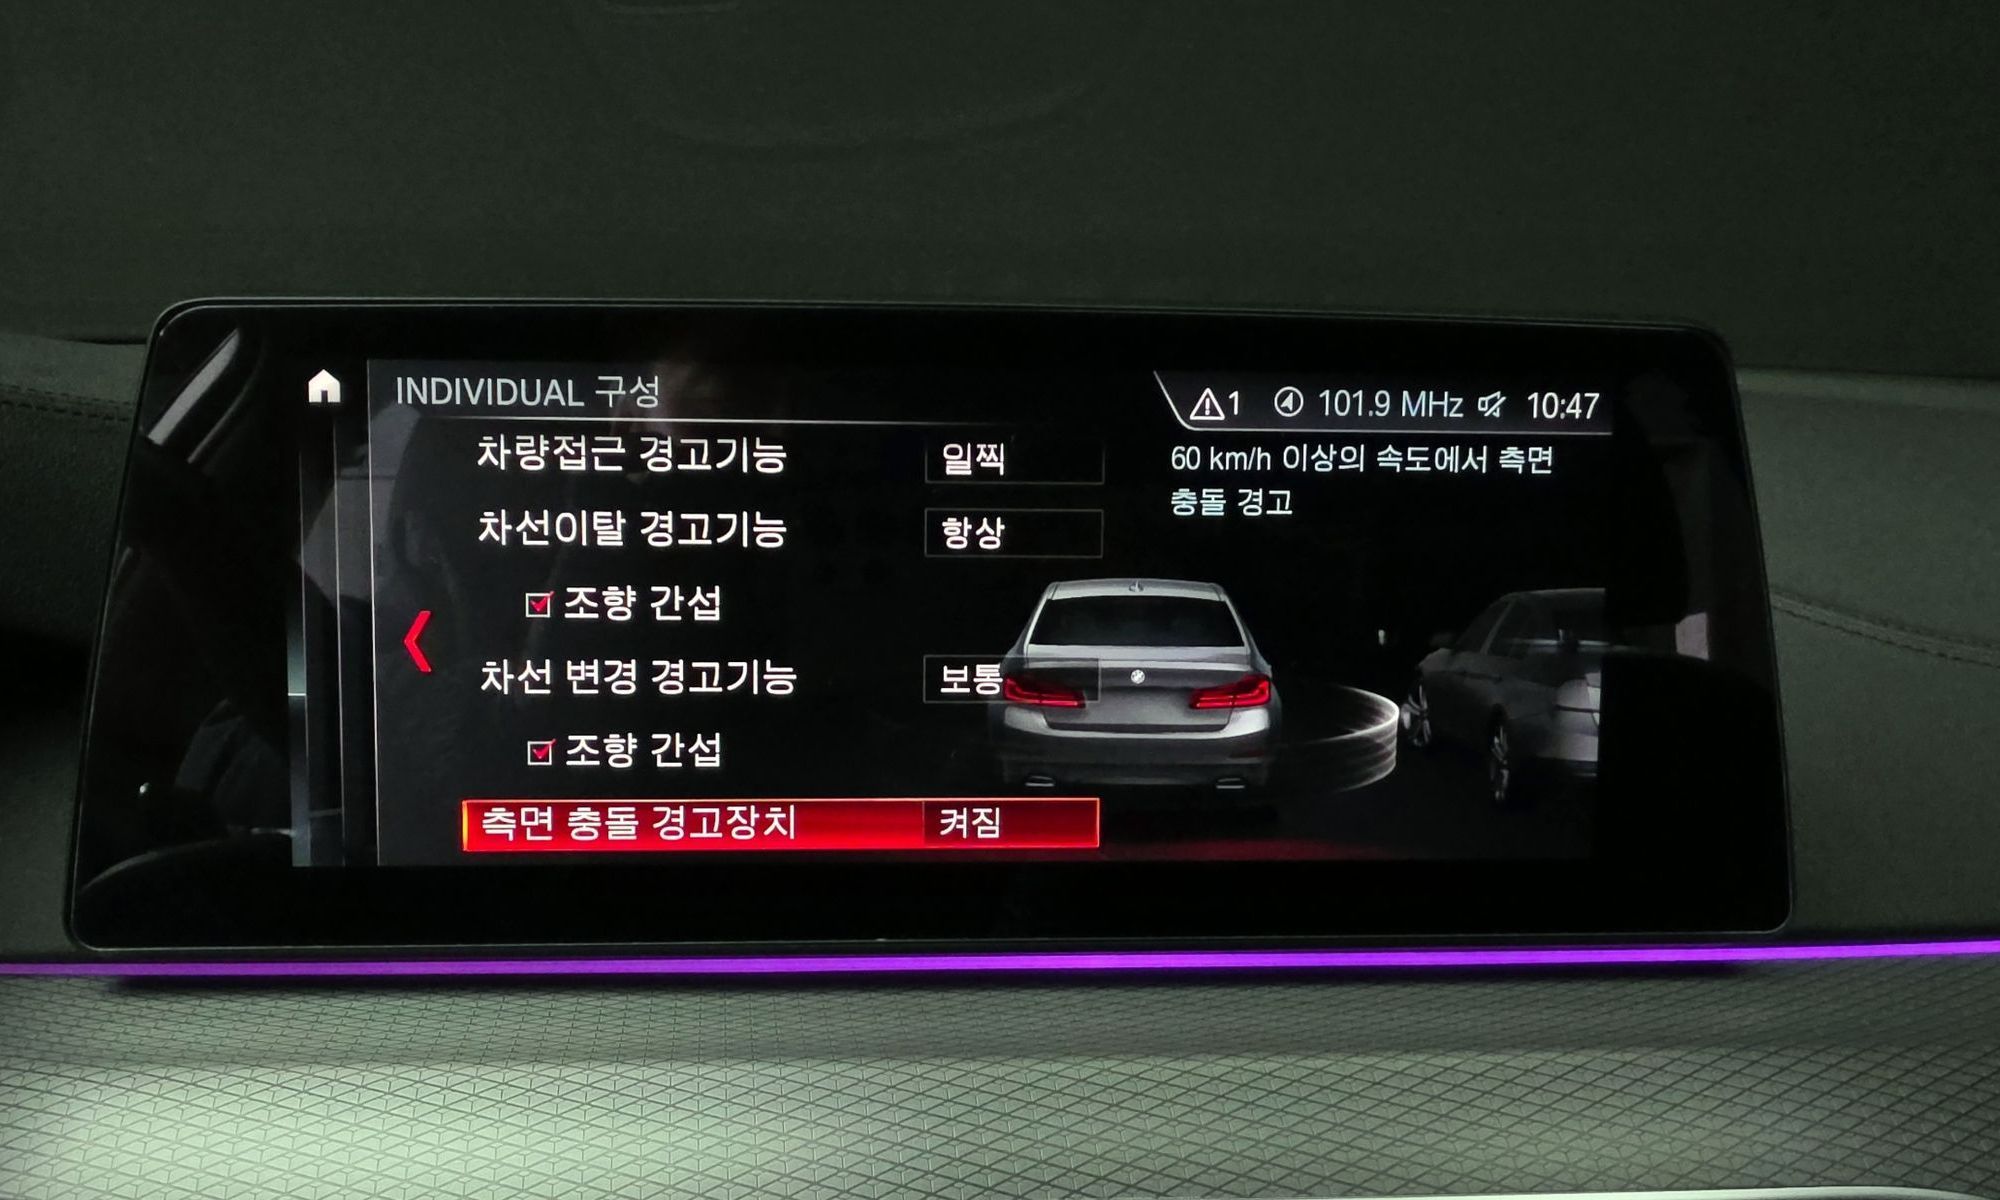 INDIVIDUAL 구성
1 101.9 MHz 10:47
차량접근 경고기능 일찍
차선이탈 경고기능 항상
조향 간섭
차선 변경 경고기능 보통
조향 간섭
측면 충돌 경고장치 켜짐
60 km/h 이상의 속도에서 측면
충돌 경고